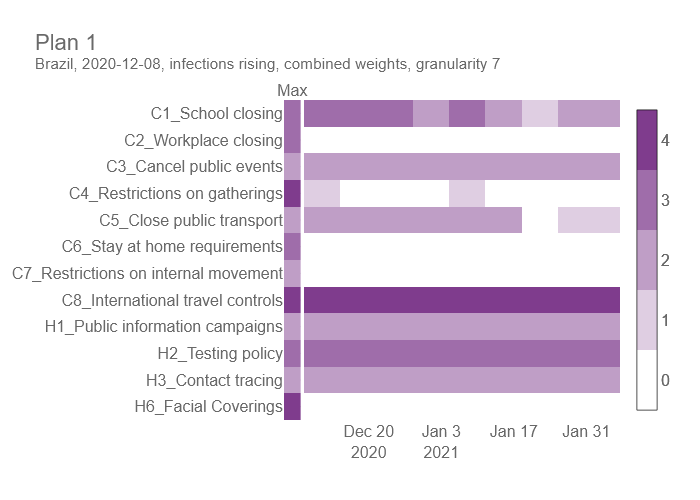 Plan 1
Brazil, 2020-12-08, infections rising, combined weights, granularity 7
Max
C1_School closing
C2_Workplace closing
C3_Cancel public events
C4_Restrictions on gatherings
C5_Close public transport
C6_Stay at home requirements
C7_Restrictions on internal movement
C8_International travel controls
H1_Public information campaigns
H2_Testing policy
H3_Contact tracing
H6_Facial Coverings
4
3
2
1
0
Dec 20 Jan 3 Jan 17 Jan 31
2020 2021